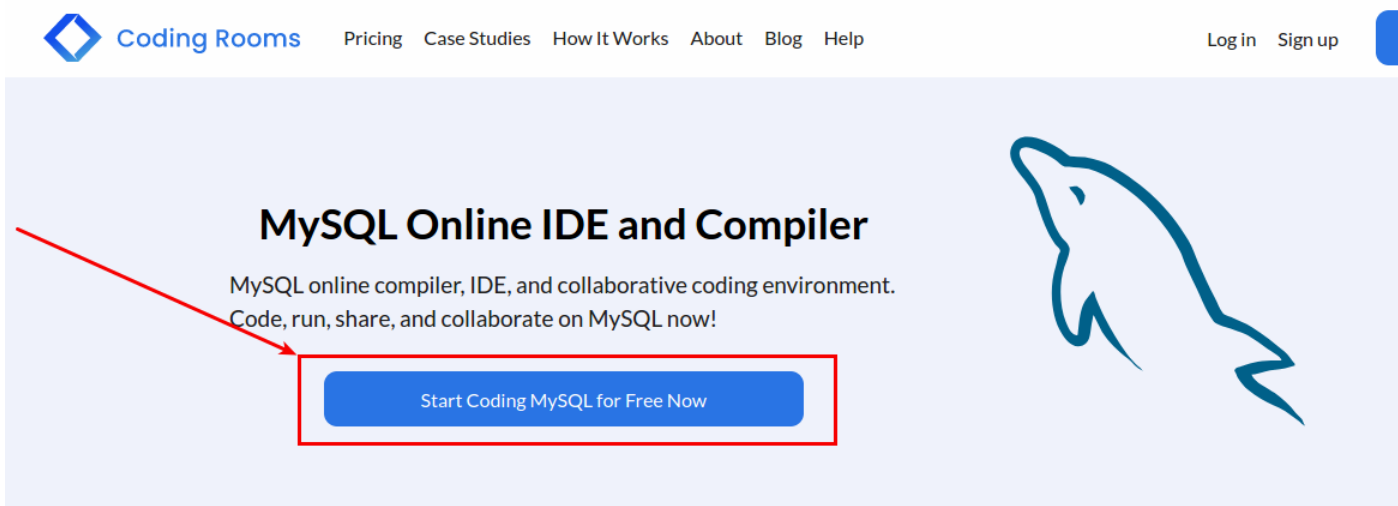 Coding Rooms Pricing Case Studies How It Works About Blog Help Log in Sign up
MySQL Online IDE and Compiler
MySQL online compiler, IDE, and collaborative coding environment.
Code, run, share, and collaborate on MySQL now!
Start Coding MySQL for Free Now